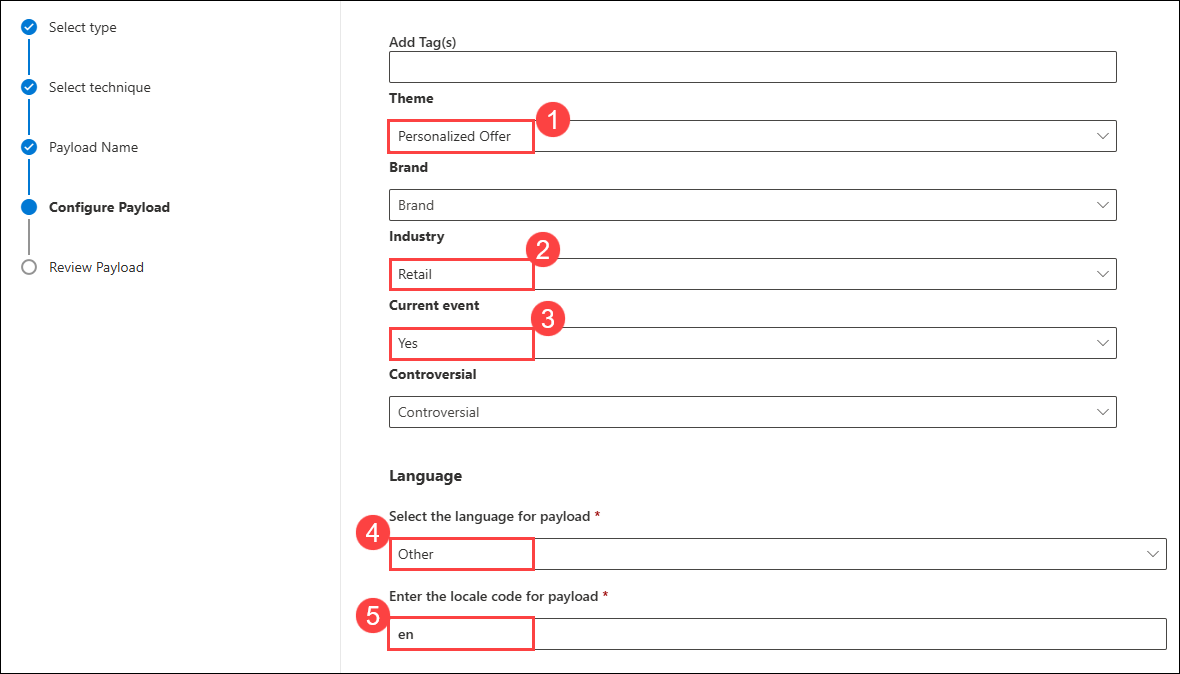 Select type
Select technique
Payload Name
Configure Payload
Review Payload
Add Tag(s)
Theme
1
Personalized Offer
Brand
Brand
Industry
2
Retail
Current event
3
Yes
Controversial
Controversial
Language
Select the language for payload *
4
Other
Enter the locale code for payload *
5
en